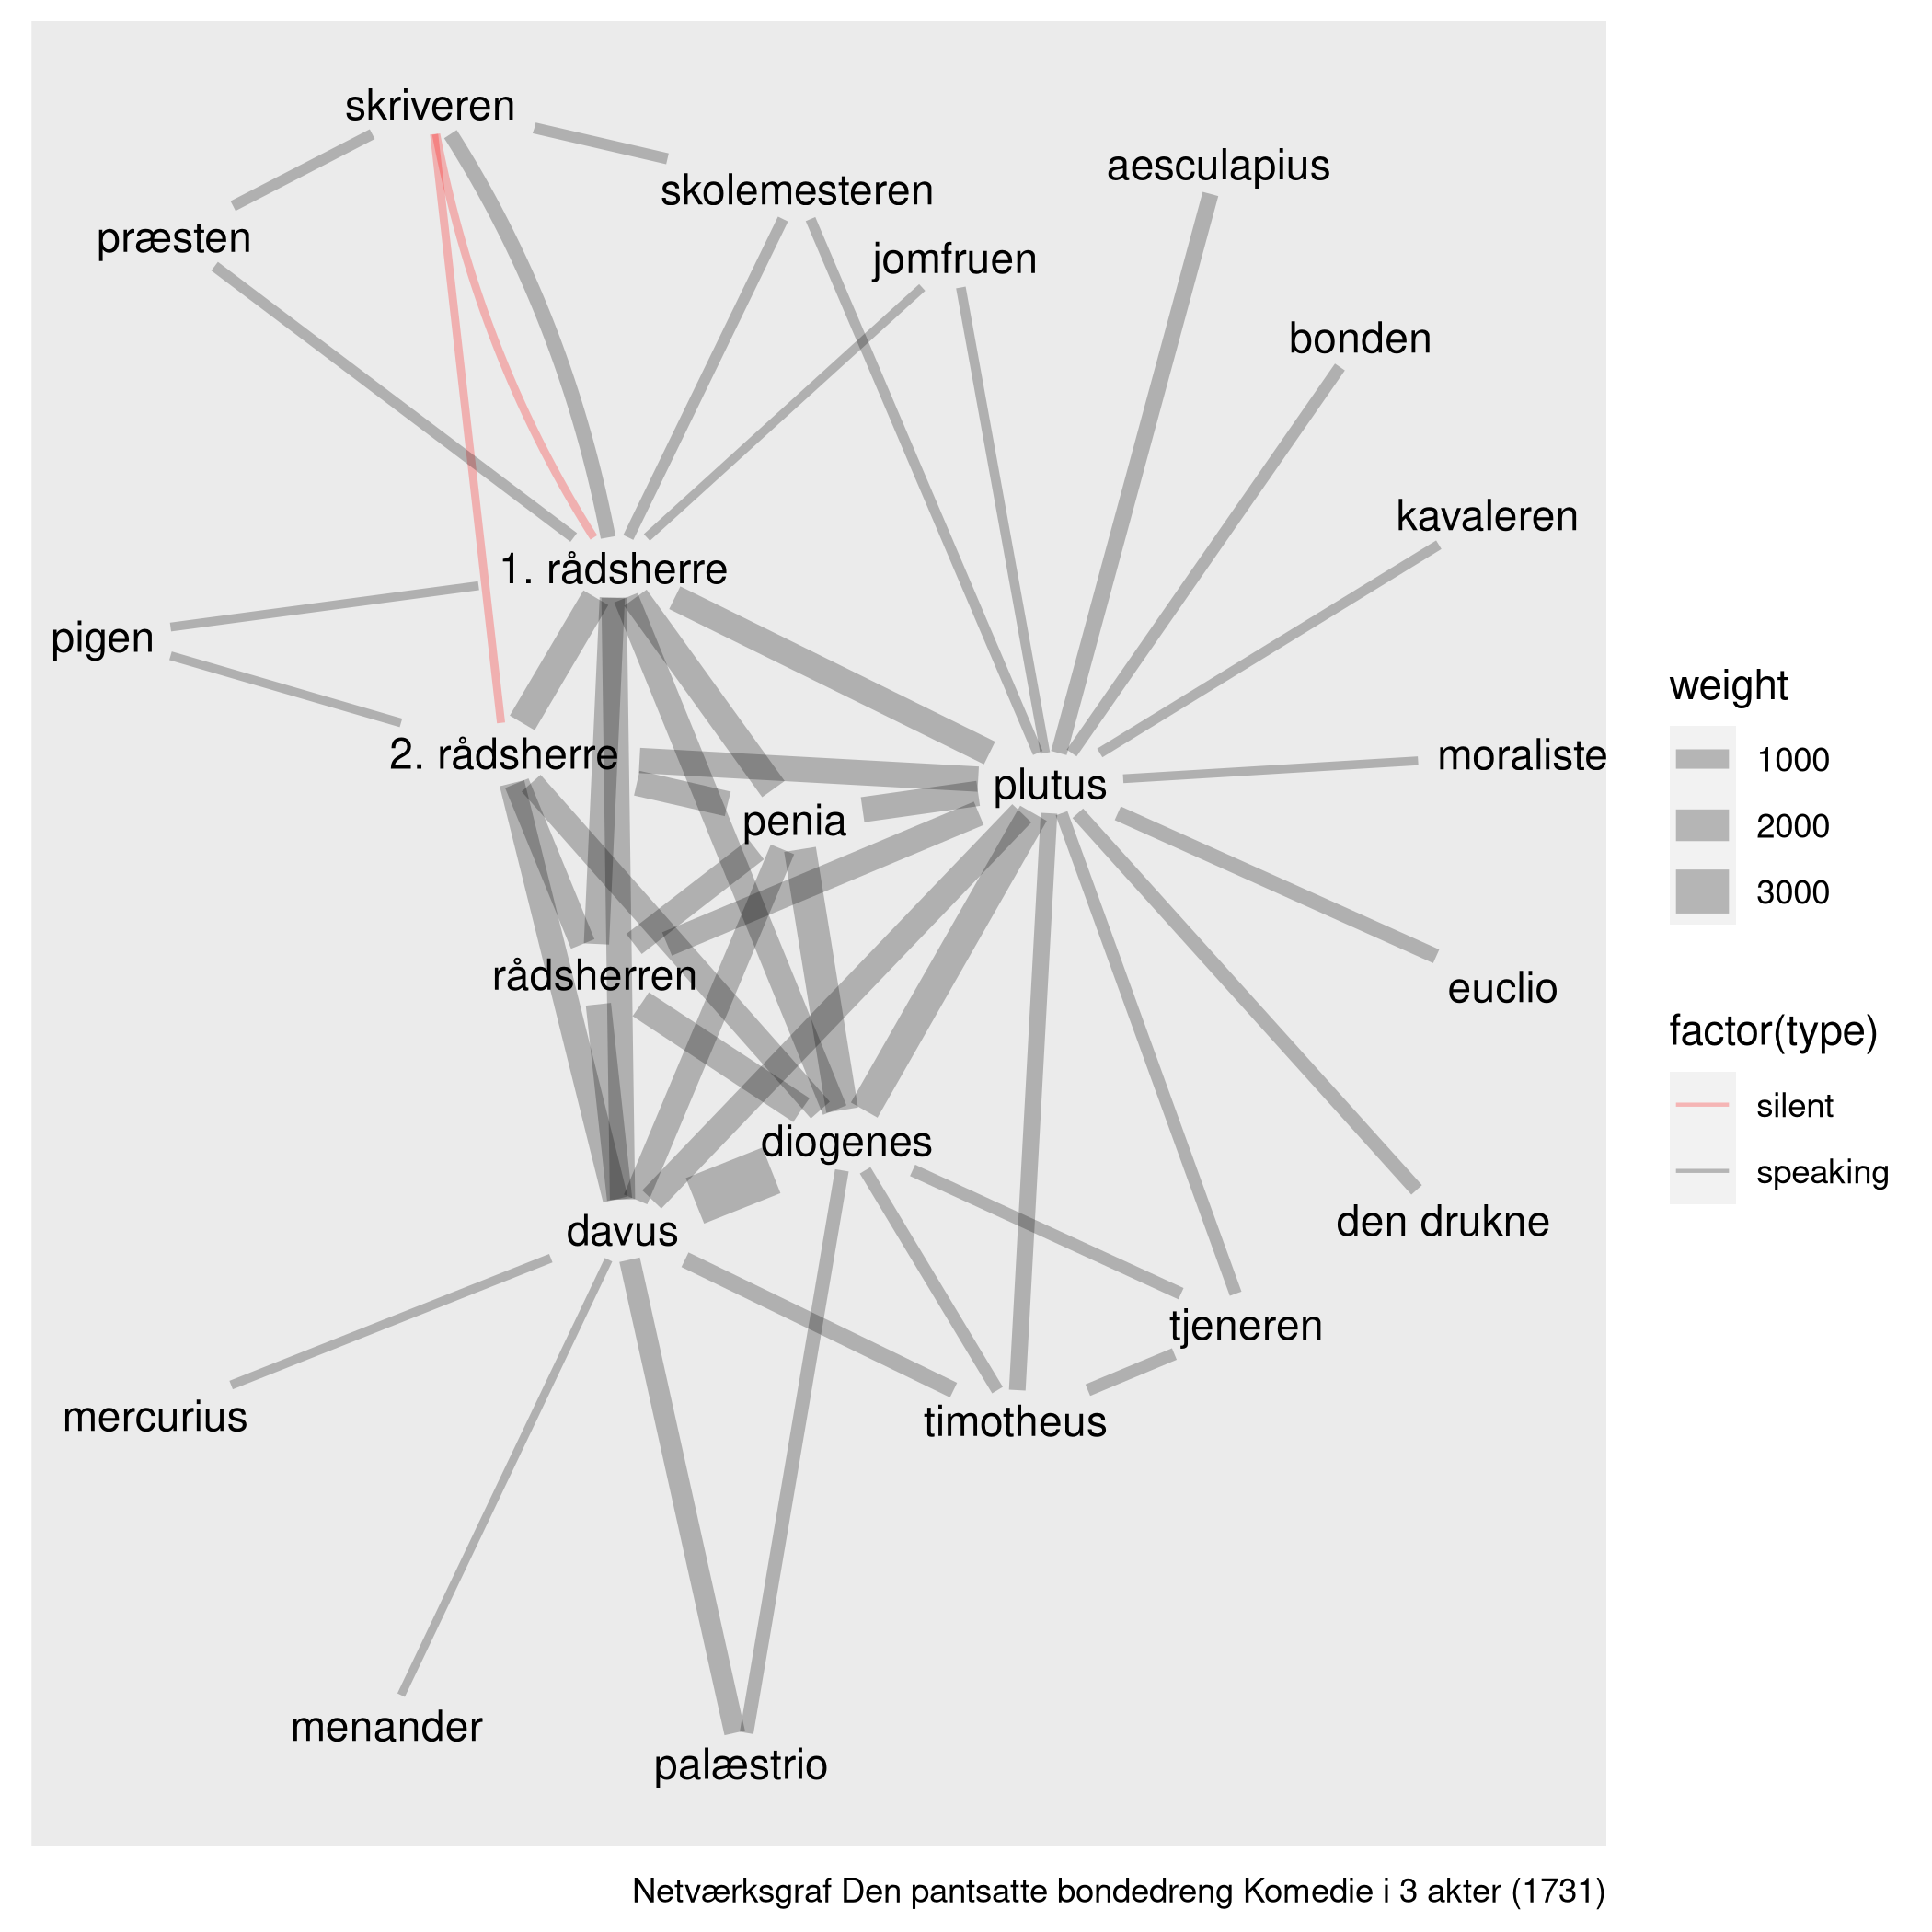 skriveren
aesculapius
skolemesteren
præsten
jomfruen
bonden
kavaleren
1. rådsherre
pigen
2. rådsherre
moraliste
plutus
penia
rådsherren
euclio
diogenes
davus
den drukne
tjeneren
mercurius
timotheus
menander
palæstrio
weight
1000
2000
3000
factor(type)
silent
speaking
Netværksgraf Den pantsatte bondedreng Komedie i 3 akter (1731)